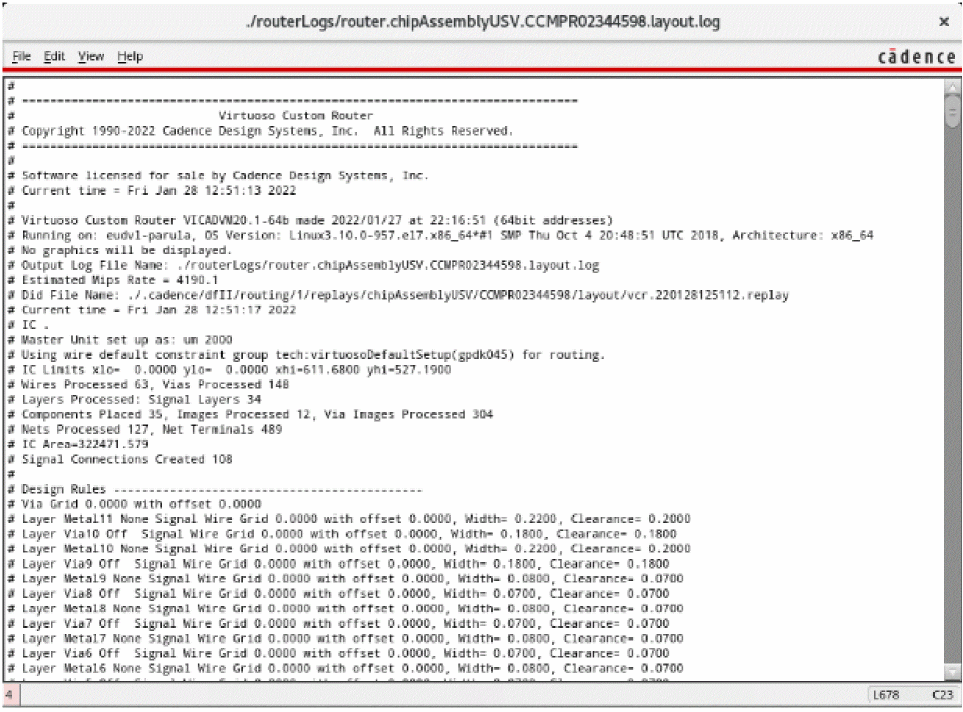 ./routerLogs/router.chipAssemblyUSV.CCMPR02344598.layout.log ×
File Edit View Help cādence
#
# --------------------------------------------------------------------------------
# Virtuoso Custom Router
# Copyright 1990-2022 Cadence Design Systems, Inc. All Rights Reserved.
# --------------------------------------------------------------------------------
#
# Software licensed for sale by Cadence Design Systems, Inc.
# Current time = Fri Jan 28 12:51:13 2022
#
# Virtuoso Custom Router VICADVM20.1-64b made 2022/01/27 at 22:16:51 (64bit addresses)
# Running on: eudvl-parula, OS Version: Linux3.10.0-957.el7.x86_64*#1 SMP Thu Oct 4 20:48:51 UTC 2018, Architecture: x86_64
# No graphics will be displayed.
# Output Log File Name: ./routerLogs/router.chipAssemblyUSV.CCMPR02344598.layout.log
# Estimated Mips Rate = 4190.1
# Did File Name: ./.cadence/dfII/routing/1/replays/chipAssemblyUSV/CCMPR02344598/layout/vcr.220128125112.replay
# Current time = Fri Jan 28 12:51:17 2022
# IC .
# Master Unit set up as: um 2000
# Using wire default constraint group tech:virtuosoDefaultSetup(gpdk045) for routing.
# IC Limits xlo= 0.0000 ylo= 0.0000 xhi=611.6800 yhi=527.1900
# Wires Processed 63, Vias Processed 148
# Layers Processed: Signal Layers 34
# Components Placed 35, Images Processed 12, Via Images Processed 304
# Nets Processed 127, Net Terminals 489
# IC Area=322471.579
# Signal Connections Created 108
#
# Design Rules --------------------------------------------
# Via Grid 0.0000 with offset 0.0000
# Layer Metal11 None Signal Wire Grid 0.0000 with offset 0.0000, Width= 0.2200, Clearance= 0.2000
# Layer Via10 Off Signal Wire Grid 0.0000 with offset 0.0000, Width= 0.1800, Clearance= 0.1800
# Layer Metal10 None Signal Wire Grid 0.0000 with offset 0.0000, Width= 0.2200, Clearance= 0.2000
# Layer Via9 Off Signal Wire Grid 0.0000 with offset 0.0000, Width= 0.1800, Clearance= 0.1800
# Layer Metal9 None Signal Wire Grid 0.0000 with offset 0.0000, Width= 0.0800, Clearance= 0.0700
# Layer Via8 Off Signal Wire Grid 0.0000 with offset 0.0000, Width= 0.0700, Clearance= 0.0700
# Layer Metal8 None Signal Wire Grid 0.0000 with offset 0.0000, Width= 0.0800, Clearance= 0.0700
# Layer Via7 Off Signal Wire Grid 0.0000 with offset 0.0000, Width= 0.0700, Clearance= 0.0700
# Layer Metal7 None Signal Wire Grid 0.0000 with offset 0.0000, Width= 0.0800, Clearance= 0.0700
# Layer Via6 Off Signal Wire Grid 0.0000 with offset 0.0000, Width= 0.0700, Clearance= 0.0700
# Layer Metal6 None Signal Wire Grid 0.0000 with offset 0.0000, Width= 0.0800, Clearance= 0.0700
4 L678 C23